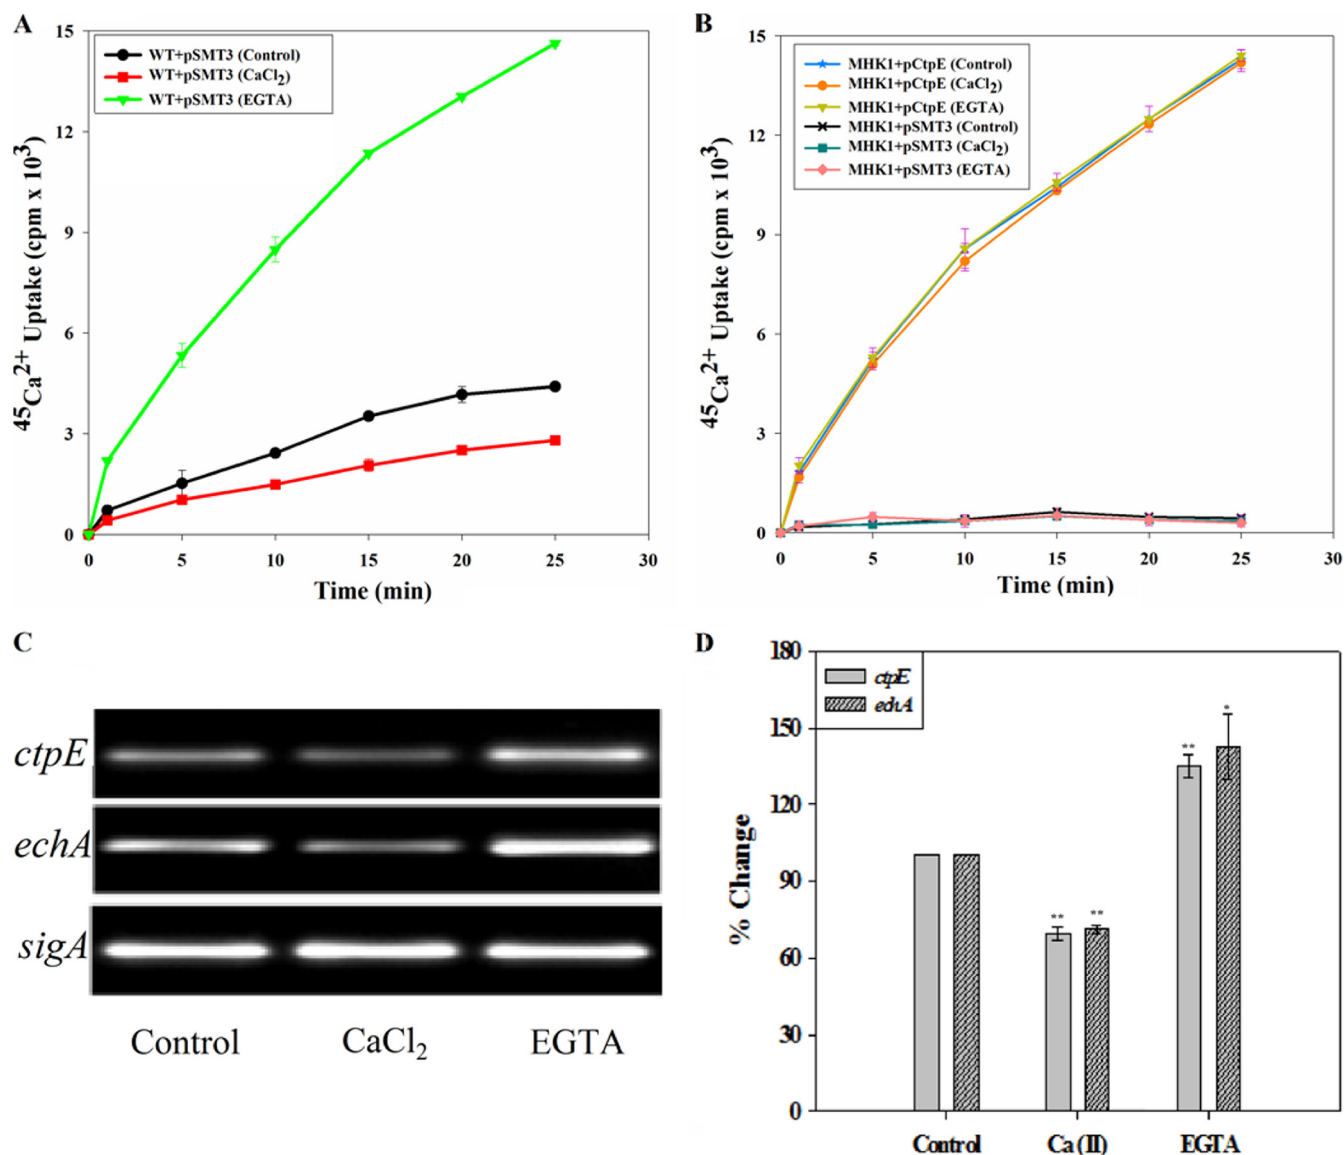 A
15
12
9
6
3
0
⁴⁵Ca²⁺ Uptake (cpm x 10⁻³)
WT+pSMT3 (Control)
WT+pSMT3 (CaCl₂)
WT+pSMT3 (EGTA)
0 5 10 15 20 25 30
Time (min)
B
15
12
9
6
3
0
⁴⁵Ca²⁺ Uptake (cpm x 10⁻³)
MHK1+pCtpE (Control)
MHK1+pCtpE (CaCl₂)
MHK1+pCtpE (EGTA)
MHK1+pSMT3 (Control)
MHK1+pSMT3 (CaCl₂)
MHK1+pSMT3 (EGTA)
0 5 10 15 20 25 30
Time (min)
C
ctpE
echA
sigA
Control CaCl₂ EGTA
D
180
150
120
90
60
30
0
% Change
ctpE
echA
** ** ** *
Control Ca(II) EGTA